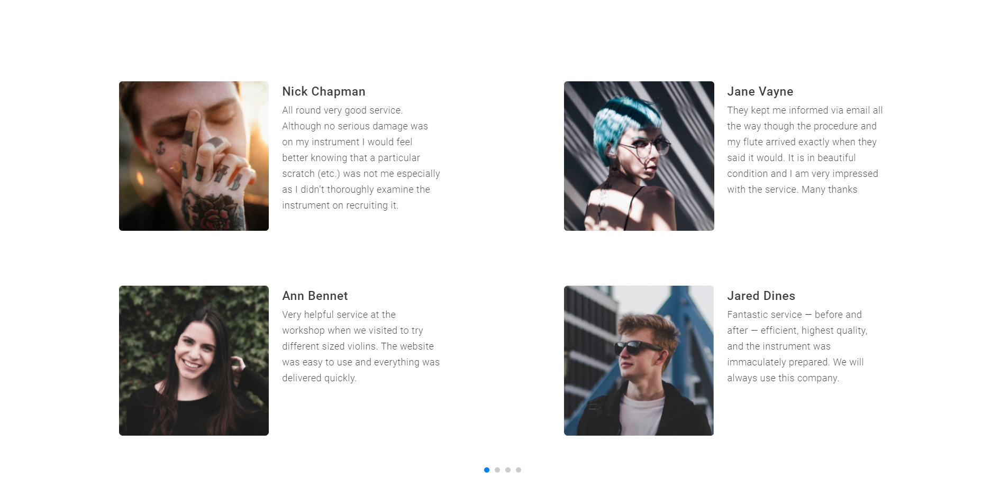 Nick Chapman
All round very good service.
Although no serious damage was
on my instrument I would feel
better knowing that a particular
scratch (etc.) was not me especially
as I didn’t thoroughly examine the
instrument on recruiting it.
Jane Vayne
They kept me informed via email all
the way though the procedure and
my flute arrived exactly when they
said it would. It is in beautiful
condition and I am very impressed
with the service. Many thanks
Ann Bennet
Very helpful service at the
workshop when we visited to try
different sized violins. The website
was easy to use and everything was
delivered quickly.
Jared Dines
Fantastic service — before and
after — efficient, highest quality,
and the instrument was
immaculately prepared. We will
always use this company.